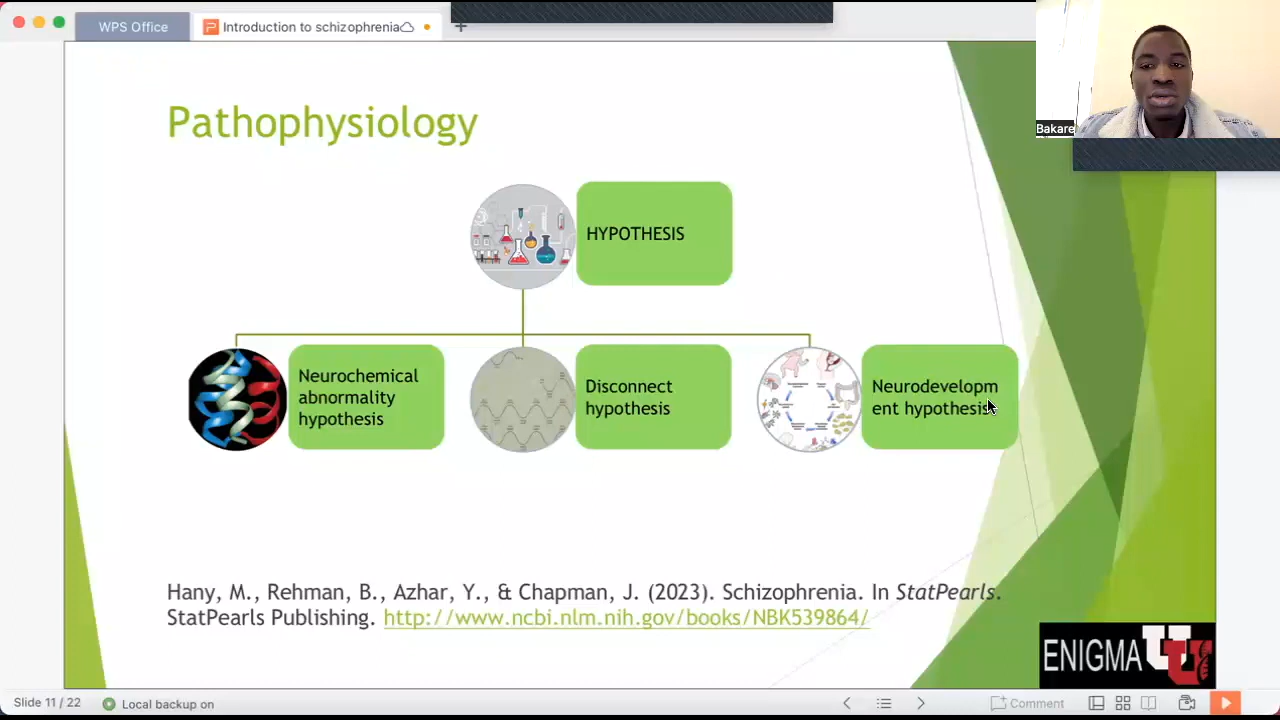 WPS Office
Introduction to schizophrenia
Bakare
Pathophysiology
HYPOTHESIS
Neurochemical
abnormality
hypothesis
Disconnect
hypothesis
Neurodevelopm
ent hypothesis
Hany, M., Rehman, B., Azhar, Y., & Chapman, J. (2023). Schizophrenia. In StatPearls.
StatPearls Publishing. http://www.ncbi.nlm.nih.gov/books/NBK539864/
ENIGMA U
Slide 11 / 22
Local backup on
Comment